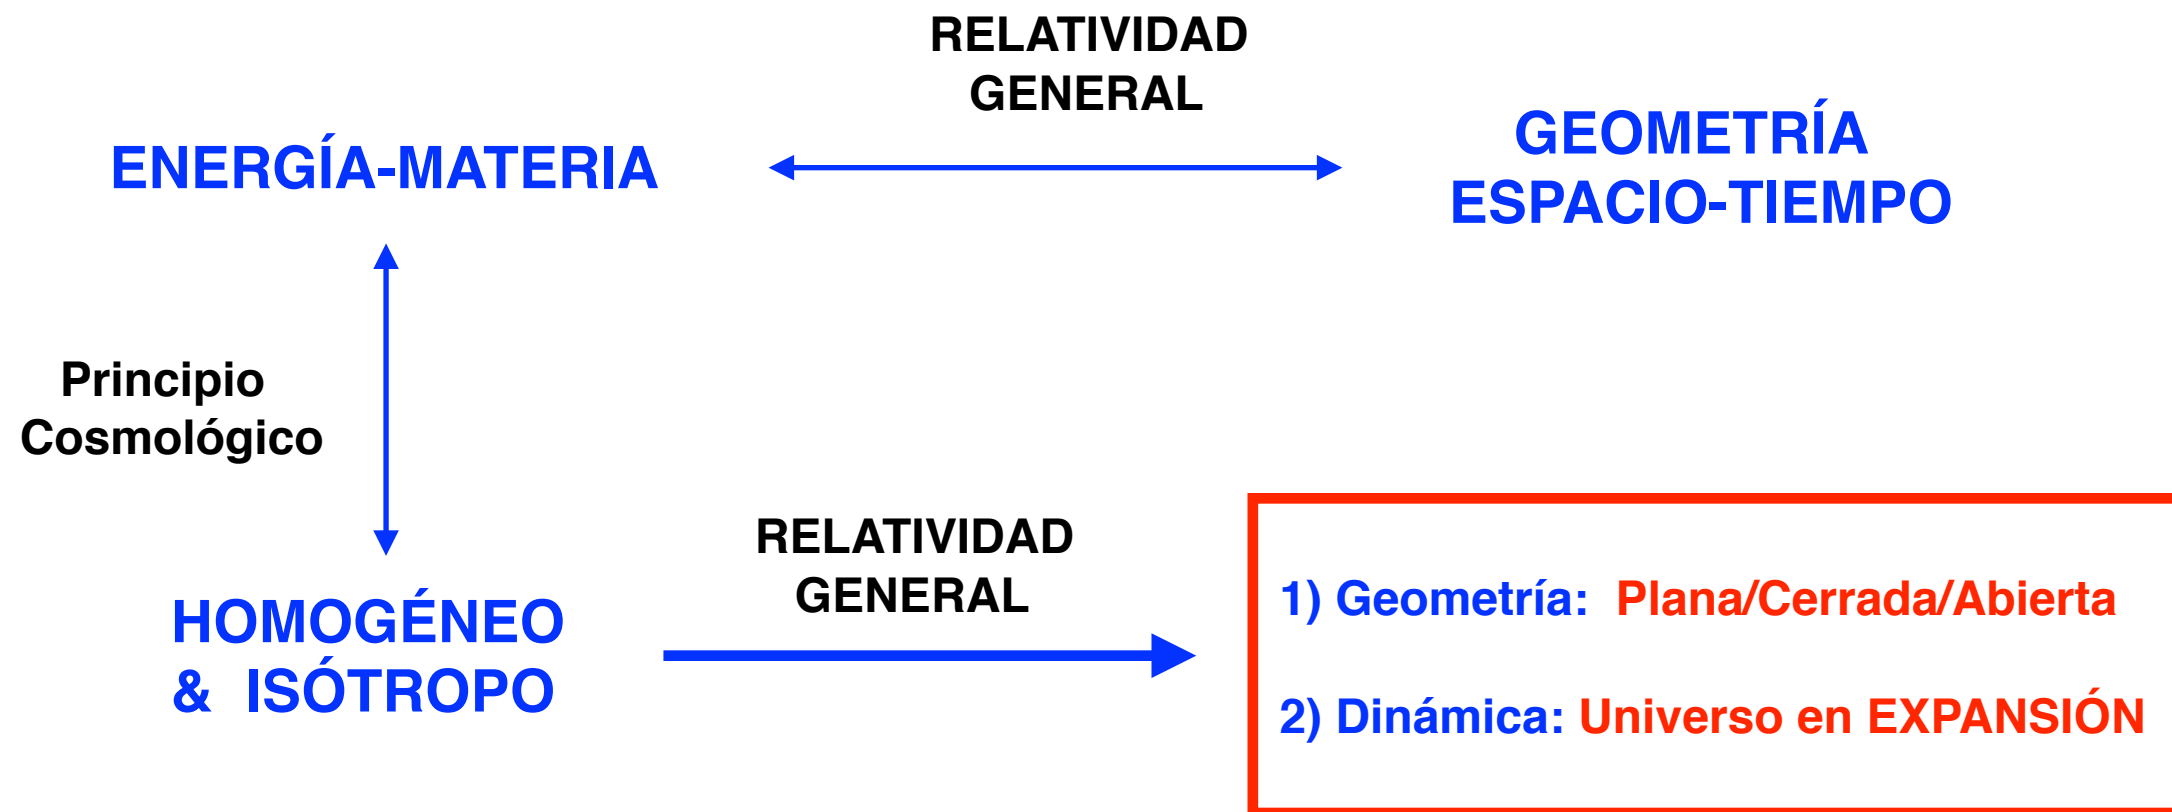 RELATIVIDAD
GENERAL
ENERGÍA-MATERIA
GEOMETRÍA
ESPACIO-TIEMPO
Principio
Cosmológico
HOMOGÉNEO
& ISÓTROPO
RELATIVIDAD
GENERAL
1) Geometría: Plana/Cerrada/Abierta
2) Dinámica: Universo en EXPANSIÓN